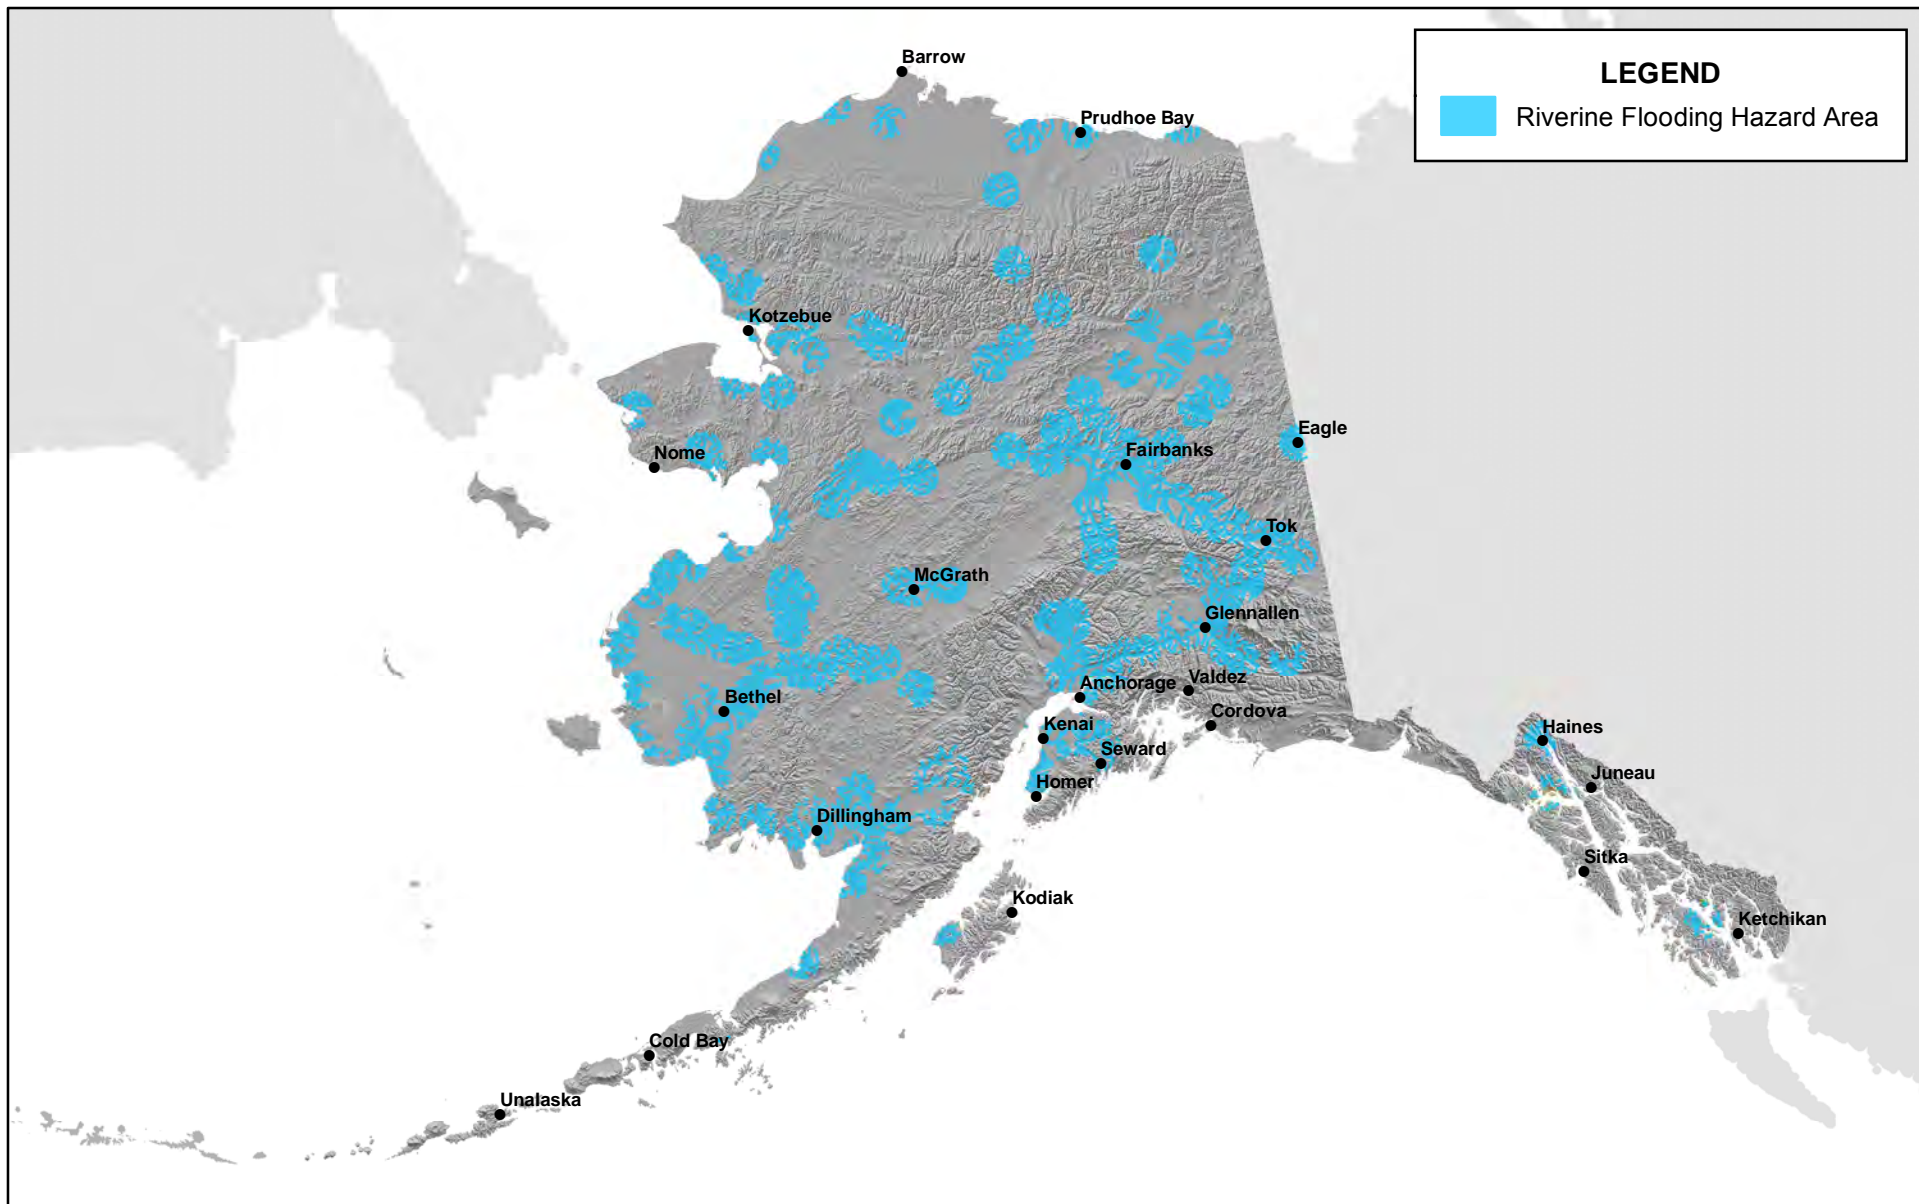 Barrow
LEGEND
Riverine Flooding Hazard Area
Prudhoe Bay
Kotzebue
Eagle
Nome
Fairbanks
Tok
McGrath
Glennallen
Anchorage
Valdez
Bethel
Cordova
Kenai
Haines
Seward
Juneau
Homer
Dillingham
Sitka
Kodiak
Ketchikan
Cold Bay
Unalaska